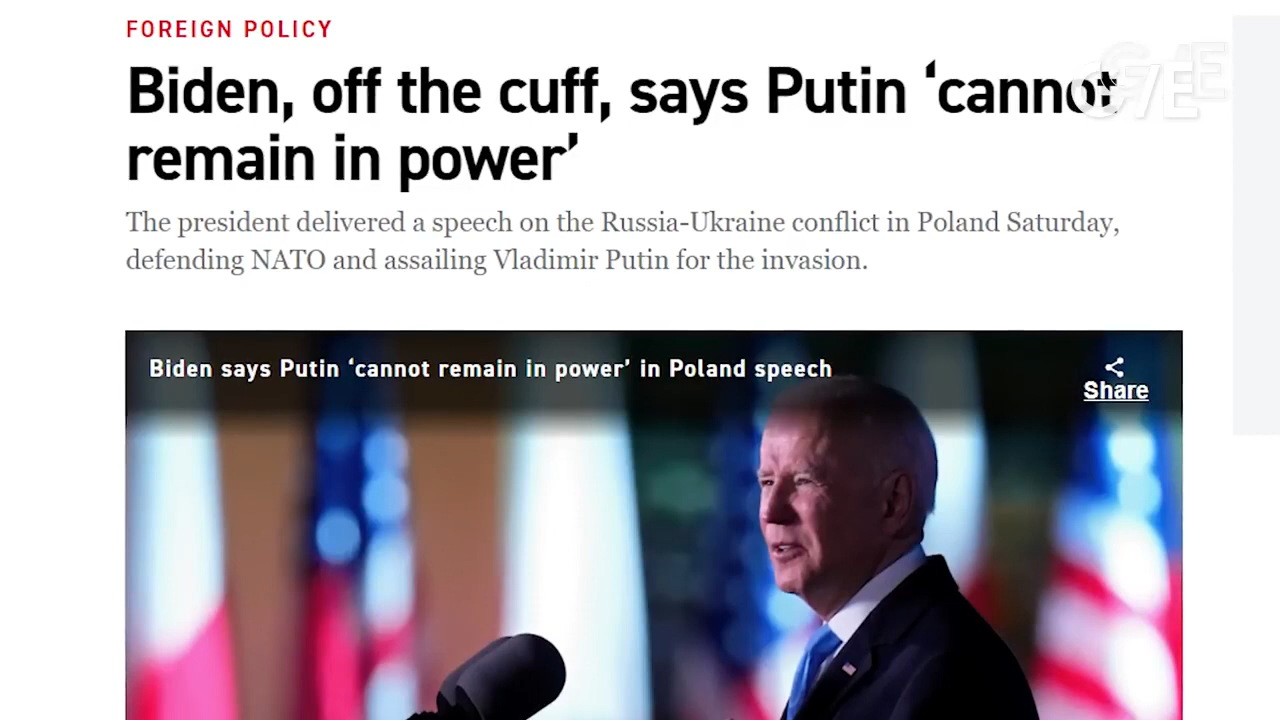 FOREIGN POLICY
Biden, off the cuff, says Putin ‘cannot
remain in power’
The president delivered a speech on the Russia-Ukraine conflict in Poland Saturday,
defending NATO and assailing Vladimir Putin for the invasion.
Biden says Putin ‘cannot remain in power’ in Poland speech
Share